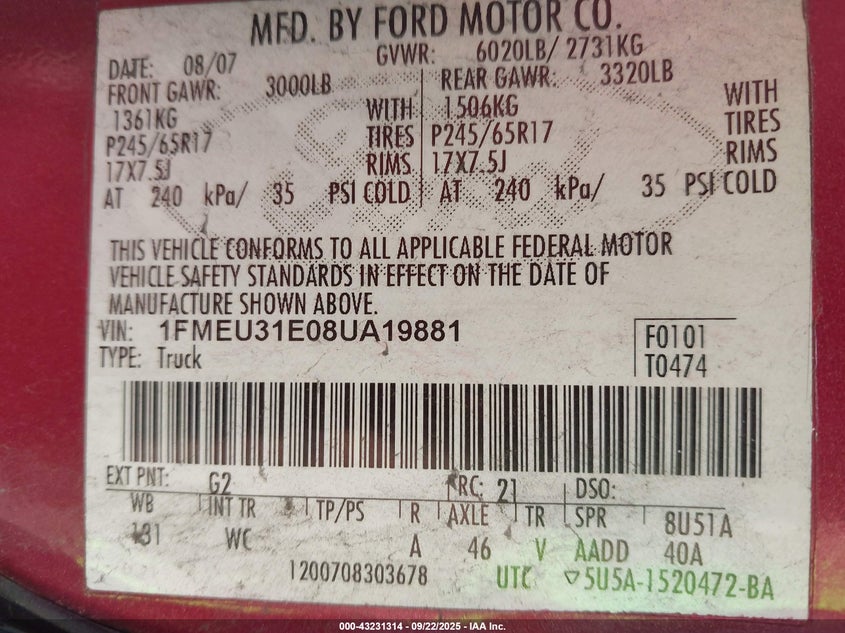 MFD. BY FORD MOTOR CO.
DATE: 08/07 GVWR: 6020LB/ 2731KG
FRONT GAWR: 3000LB REAR GAWR: 3320LB
1361KG WITH 1506KG WITH
P245/65R17 TIRES P245/65R17 TIRES
17X7.5J RIMS 17X7.5J RIMS
AT 240 kPa/ 35 PSI COLD AT 240 kPa/ 35 PSI COLD
THIS VEHICLE CONFORMS TO ALL APPLICABLE FEDERAL MOTOR
VEHICLE SAFETY STANDARDS IN EFFECT ON THE DATE OF
MANUFACTURE SHOWN ABOVE.
VIN: 1FMEU31E08UA19881 F0101
TYPE: Truck T0474
EXT PNT: G2 RC: 21 DSO:
WB INT TR TP/PS R AXLE TR SPR 8U51A
131 WC A 46 V AADD 40A
1200708303678 UTC ▽5U5A-1520472-BA
000-43231314 - 09/22/2025 - IAA Inc.